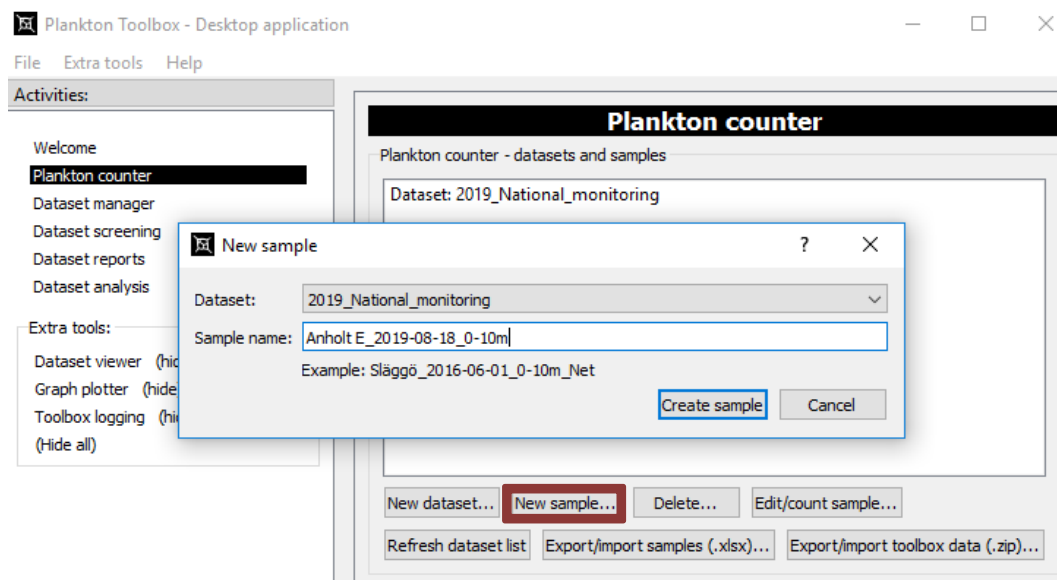 Plankton Toolbox - Desktop application
File Extra tools Help
Activities:
Welcome
Plankton counter
Dataset manager
Dataset screening
Dataset reports
Dataset analysis
Extra tools:
Dataset viewer (hid
Graph plotter (hide
Toolbox logging (hi
(Hide all)
Plankton counter
Plankton counter - datasets and samples
Dataset: 2019_National_monitoring
New sample
?
Dataset: 2019_National_monitoring
Sample name: Anholt E_2019-08-18_0-10m
Example: Släggö_2016-06-01_0-10m_Net
Create sample Cancel
New dataset... New sample... Delete... Edit/count sample...
Refresh dataset list Export/import samples (.xlsx)... Export/import toolbox data (.zip)...